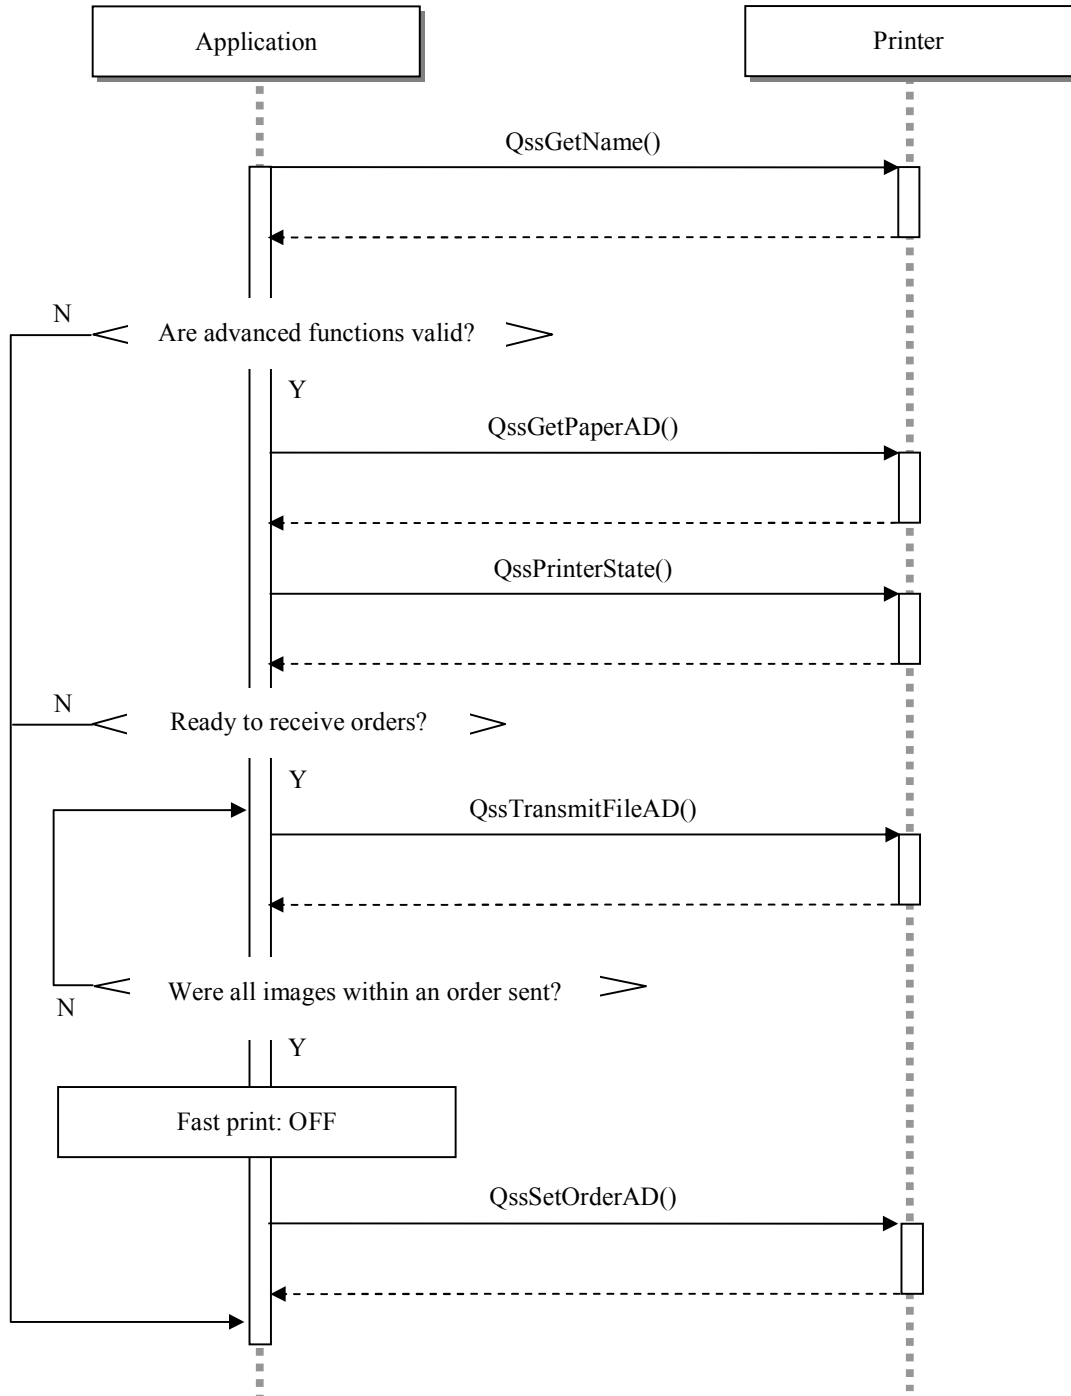 Application
Printer
QssGetName()
N
Are advanced functions valid?
Y
QssGetPaperAD()
QssPrinterState()
N
Ready to receive orders?
Y
QssTransmitFileAD()
Were all images within an order sent?
N
Y
Fast print: OFF
QssSetOrderAD()